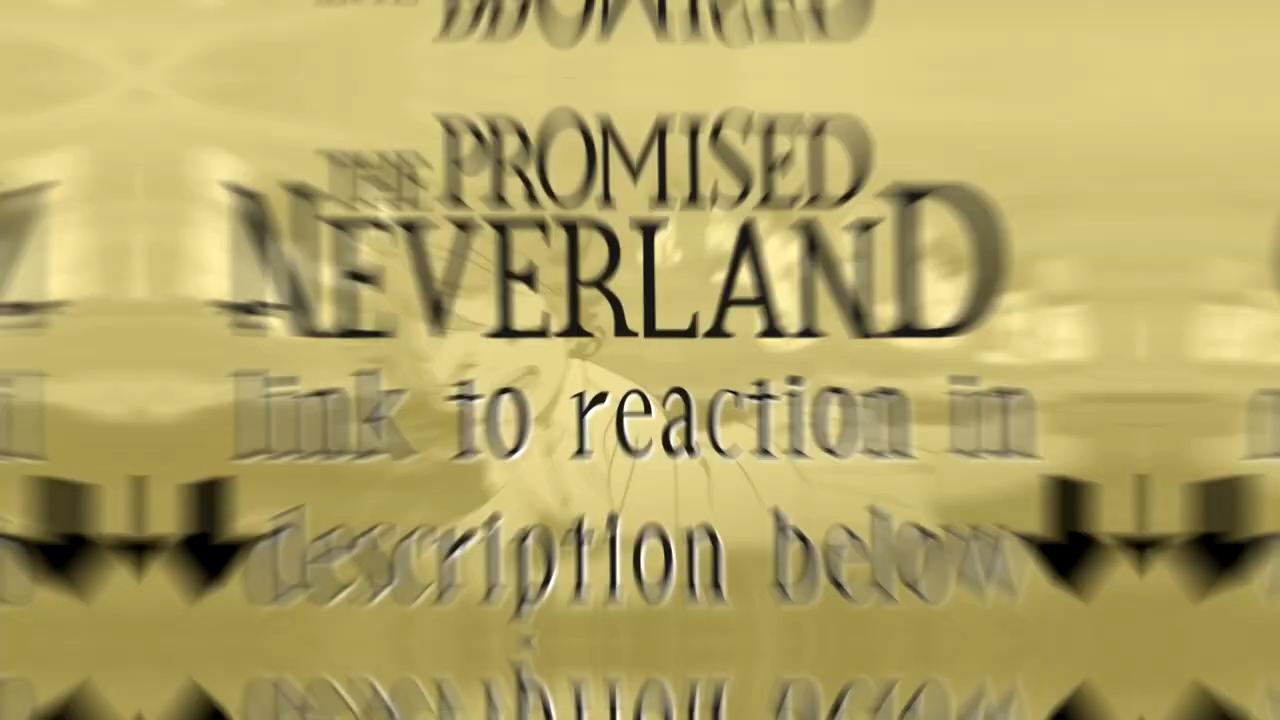 THE PROMISED
NEVERLAND
link to reaction in
description below